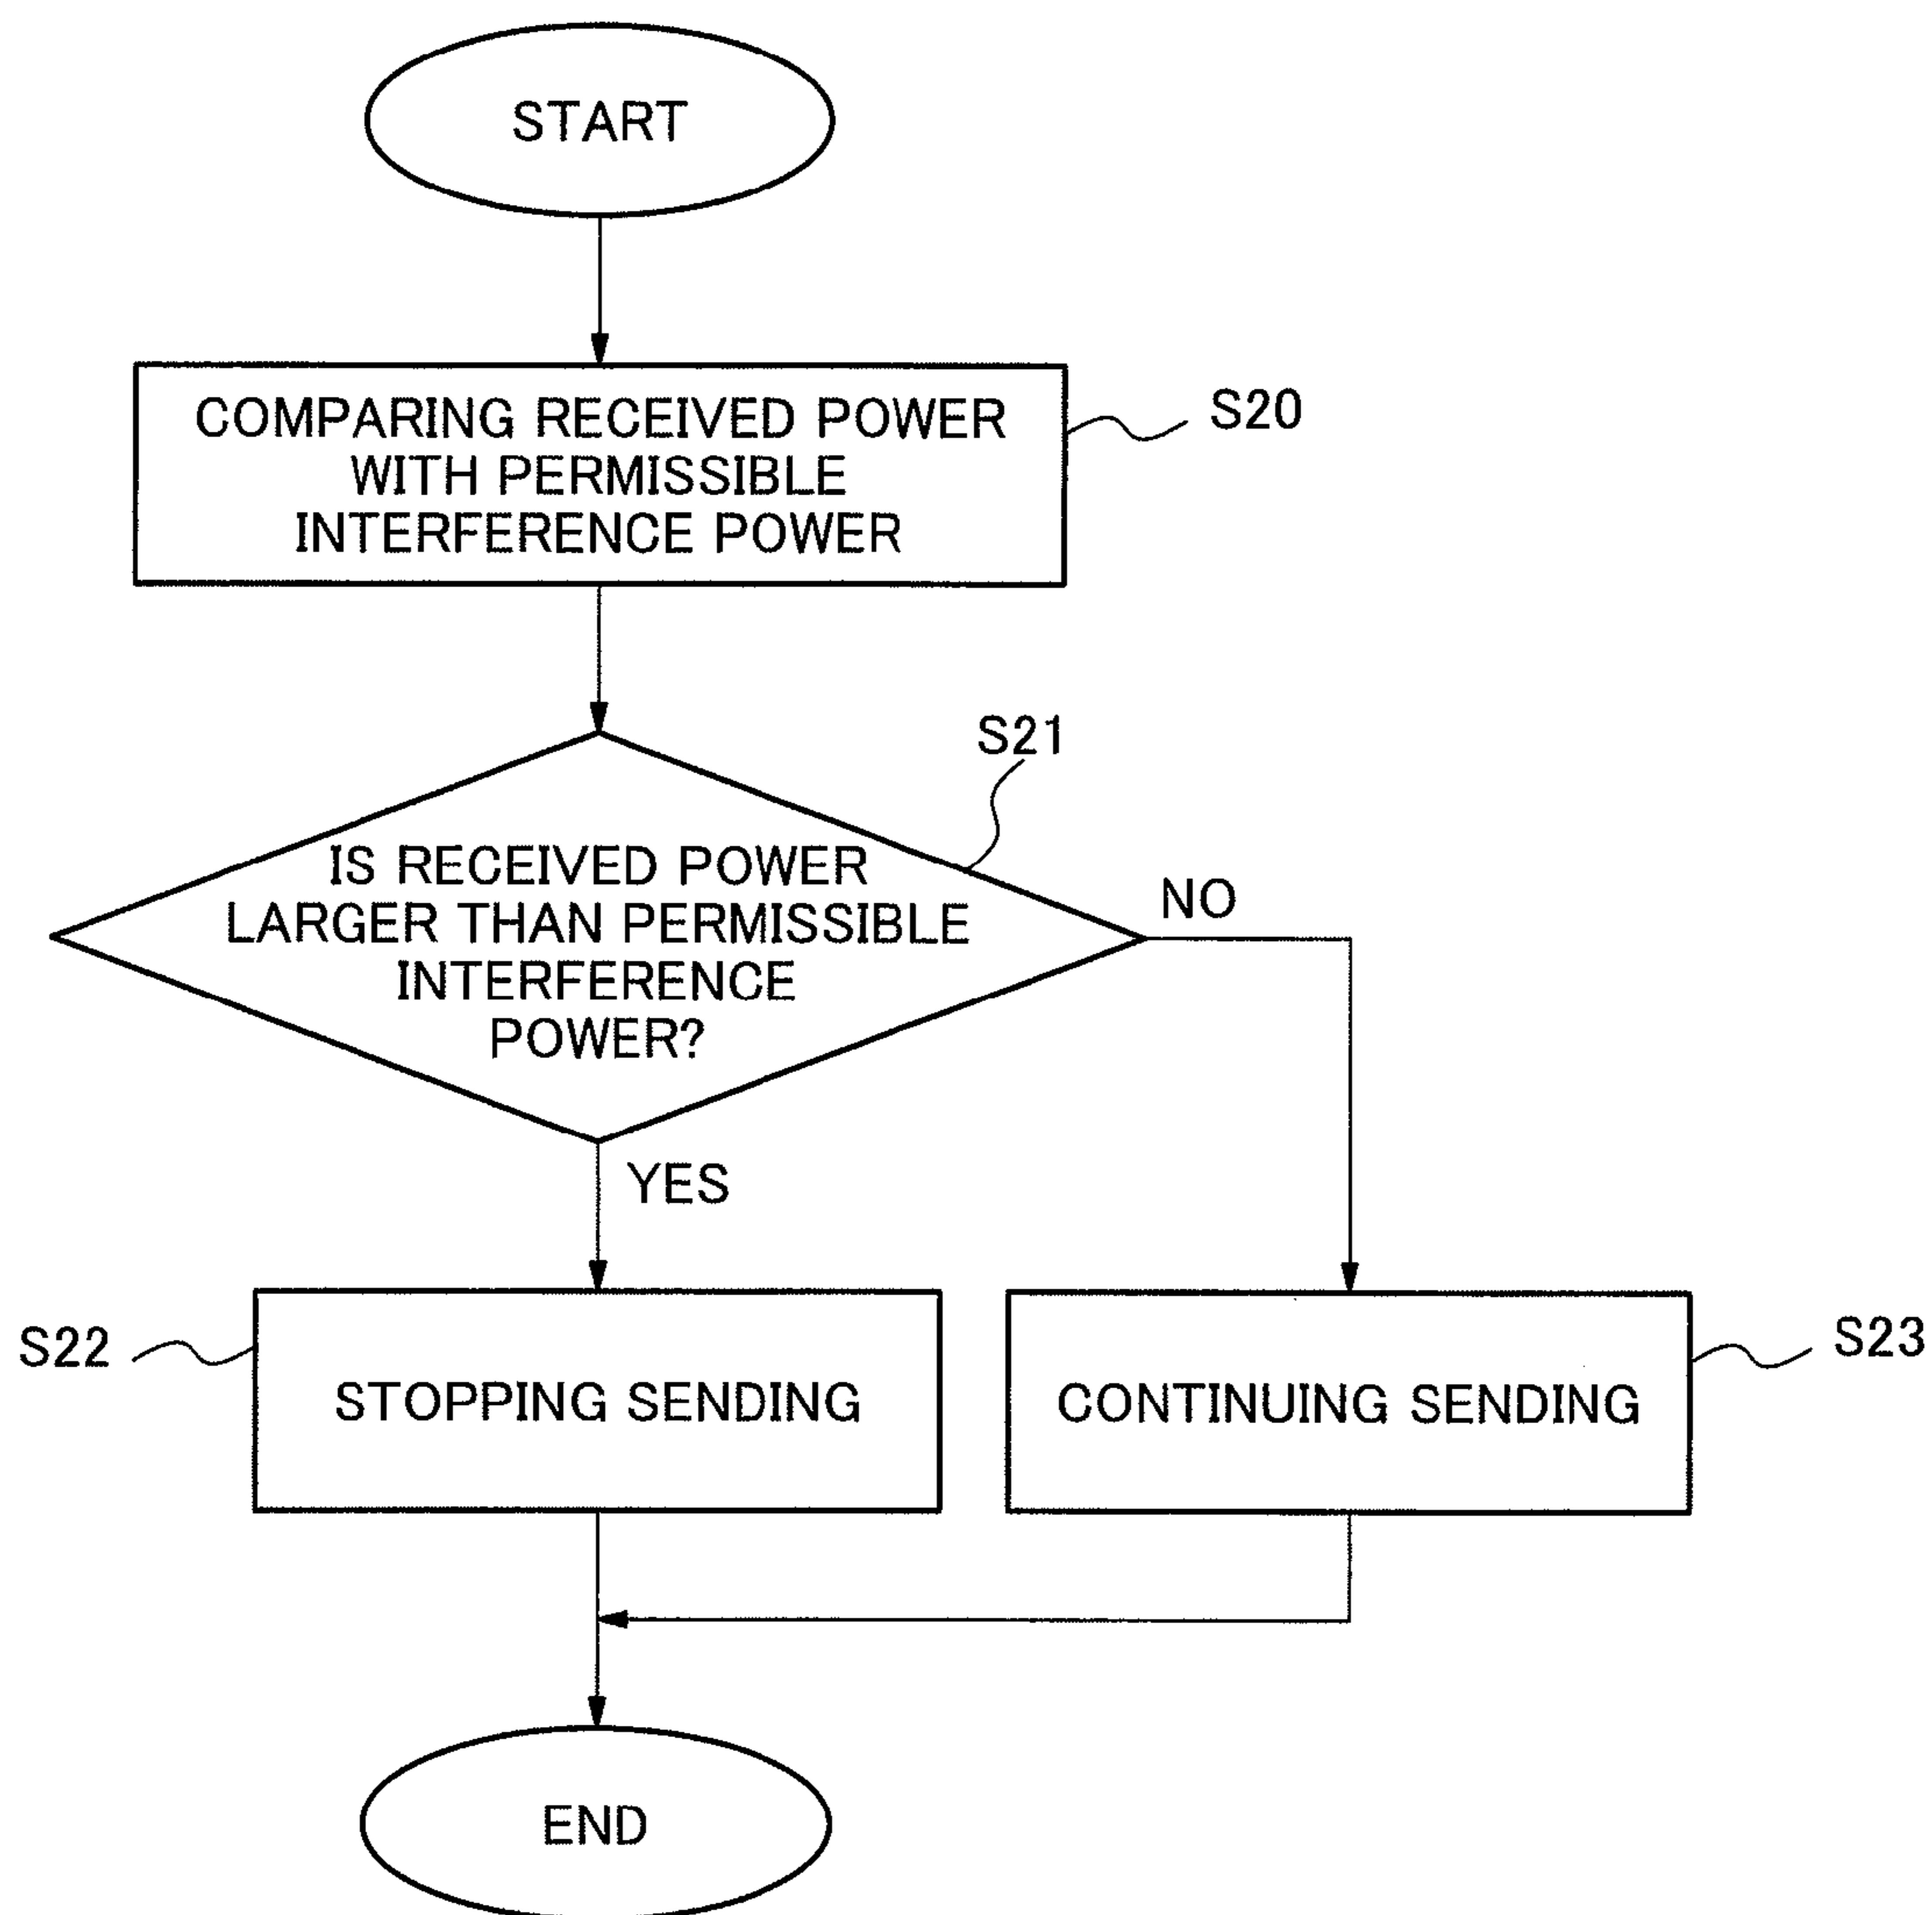 START
COMPARING RECEIVED POWER
WITH PERMISSIBLE
INTERFERENCE POWER
S20
S21
IS RECEIVED POWER
LARGER THAN PERMISSIBLE
INTERFERENCE
POWER?
NO
YES
S22
STOPPING SENDING
CONTINUING SENDING
S23
END